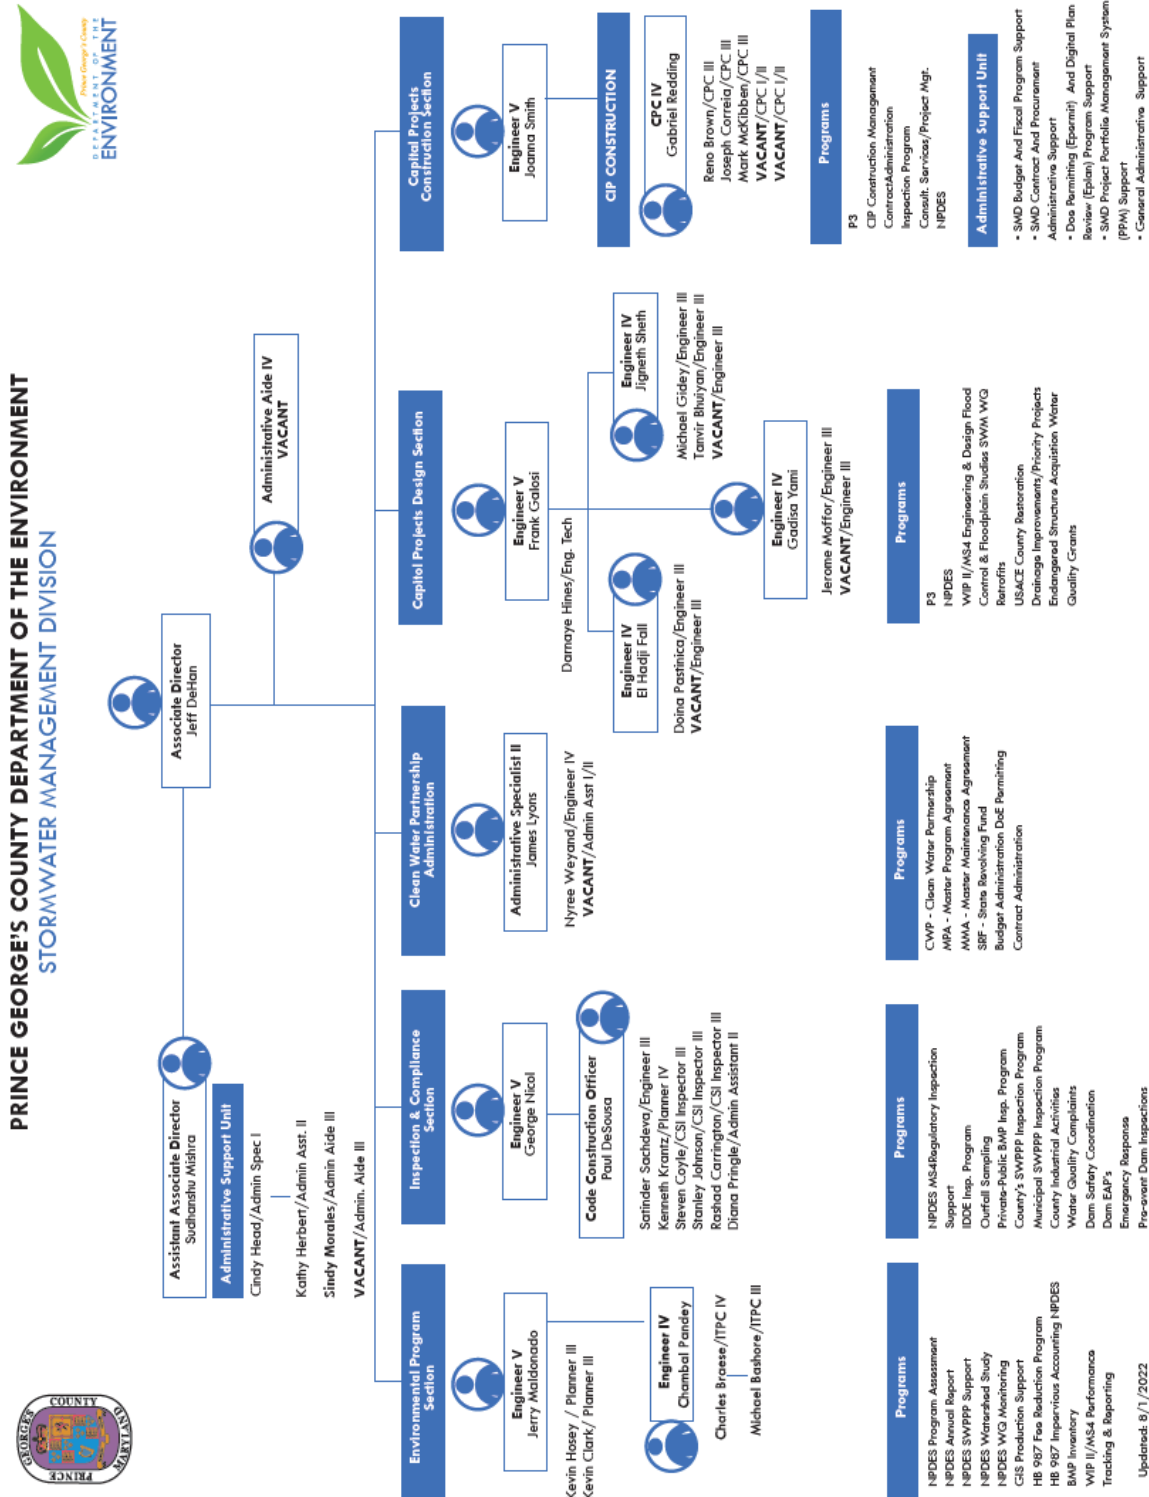 PRINCE GEORGE'S COUNTY DEPARTMENT OF THE ENVIRONMENT
STORMWATER MANAGEMENT DIVISION
PRINCE GEORGES COUNTY MARYLAND
Prince George's County
DEPARTMENT OF THE
ENVIRONMENT
Associate Director
Jeff DeHan
Assistant Associate Director
Sudhanshu Mishra
Administrative Support Unit
Cindy Head/Admin Spec I
Kathy Herbert/Admin Asst. II
Sindy Morales/Admin Aide III
VACANT/Admin. Aide III
Administrative Aide IV
VACANT
Environmental Program
Section
Engineer V
Jerry Maldonado
Kevin Hosey / Planner III
Kevin Clark/ Planner III
Engineer IV
Chambal Pandey
Charles Braese/ITPC IV
Michael Bashore/ITPC III
Programs
NPDES Program Assessment
NPDES Annual Report
NPDES SWPPP Support
NPDES Watershed Study
NPDES WQ Monitoring
GIS Production Support
HB 987 Fee Reduction Program
HB 987 Impervious Accounting NPDES
BMP Inventory
WIP II/MS4 Performance
Tracking & Reporting
Updated: 8/1/2022
Inspection & Compliance
Section
Engineer V
George Nicol
Code Construction Officer
Paul DeSousa
Satinder Sachdeva/Engineer III
Kenneth Krantz/Planner IV
Steven Coyle/CSI Inspector III
Stanley Johnson/CSI Inspector III
Rashad Carrington/CSI Inspector III
Diana Pringle/Admin Assistant II
Programs
NPDES MS4Regulatory Inspection
Support
IDDE Insp. Program
Outfall Sampling
Private-Public BMP Insp. Program
County's SWPPP Inspection Program
Municipal SWPPP Inspection Program
County Industrial Activities
Water Quality Complaints
Dam Safety Coordination
Dam EAP's
Emergency Response
Pre-event Dam Inspections
Clean Water Partnership
Administration
Administrative Specialist II
James Lyons
Nyree Weyand/Engineer IV
VACANT/Admin Asst I/II
Programs
CWP - Clean Water Partnership
MPA - Master Program Agreement
MMA - Master Maintenance Agreement
SRF - State Revolving Fund
Budget Administration DoE Permitting
Contract Administration
Capitol Projects Design Section
Engineer V
Frank Galosi
Darnaye Hines/Eng. Tech
Engineer IV
El Hadji Fall
Doina Pastinica/Engineer III
VACANT/Engineer III
Engineer IV
Jigneth Sheth
Michael Gidey/Engineer III
Tanvir Bhuiyan/Engineer III
VACANT/Engineer III
Engineer IV
Gadisa Yami
Jerome Moffor/Engineer III
VACANT/Engineer III
Programs
P3
NPDES
WIP II/MS4 Engineering & Design Flood
Control & Floodplain Studies SWM WQ
Retrofits
USACE County Restoration
Drainage Improvements/Priority Projects
Endangered Structure Acquisition Water
Quality Grants
Capital Projects
Construction Section
Engineer V
Joanna Smith
CIP CONSTRUCTION
CPC IV
Gabriel Redding
Reno Brown/CPC III
Joseph Correia/CPC III
Mark McKibben/CPC III
VACANT/CPC I/II
VACANT/CPC I/II
Programs
P3
CIP Construction Management
ContractAdministration
Inspection Program
Consult. Services/Project Mgt.
NPDES
Administrative Support Unit
• SMD Budget And Fiscal Program Support
• SMD Contract And Procurement
Administrative Support
• Doe Permitting (Epermit) And Digital Plan
Review (Eplan) Program Support
• SMD Project Portfolio Management System
(PPM) Support
• General Administrative Support